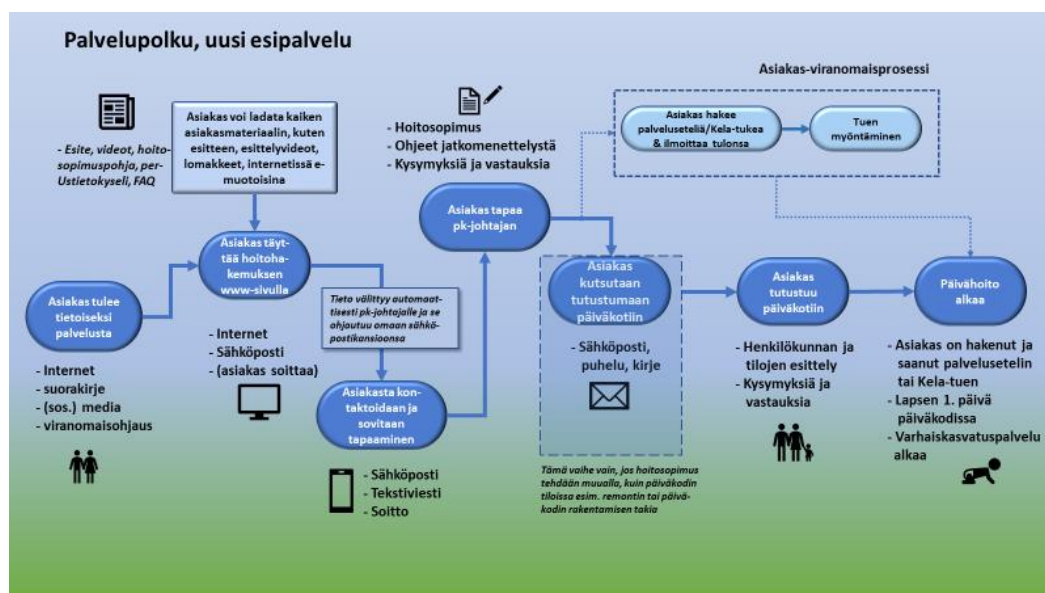 Palvelupolku, uusi esipalvelu
- Esite, videot, hoito-
sopimuspohja, per-
Ustietokyseli, FAQ
Asiakas voi ladata kaiken
asiakasmateriaalin, kuten
esitteen, esittelyvideot,
lomakkeet, internetissä e-
muotoisina
- Hoitosopimus
- Ohjeet jatkomenettelystä
- Kysymyksiä ja vastauksia
Asiakas-viranomaisprosessi
Asiakas hakee
palveluseteliä/Kela-tukea
& ilmoittaa tulonsa
Tuen
myöntäminen
Asiakas tulee
tietoiseksi
palvelusta
- Internet
- suorakirje
- (sos.) media
- viranomaisohjaus
Asiakas täyt-
tää hoitoha-
kemuksen
www-sivulla
- Internet
- Sähköposti
- (asiakas soittaa)
Tieto välittyy automaat-
tisesti pk-johtajalle ja se
ohjautuu omaan sähkö-
postikansioonsa
Asiakasta kon-
taktoidaan ja
sovitaan
tapaaminen
- Sähköposti
- Tekstiviesti
- Soitto
Asiakas tapaa
pk-johtajan
Asiakas
kutsutaan
tutustumaan
päiväkotiin
- Sähköposti,
puhelu, kirje
Tämä vaihe vain, jos hoitosopimus
tehdään muualla, kuin päiväkodin
tiloissa esim. remontin tai päivä-
kodin rakentamisen takia
Asiakas
tutustuu
päiväkotiin
- Henkilökunnan ja
tilojen esittely
- Kysymyksiä ja
vastauksia
Päivähoito
alkaa
- Asiakas on hakenut ja
saanut palvelusetelin
tai Kela-tuen
- Lapsen 1. päivä
päiväkodissa
- Varhaiskasvatuspalvelu
alkaa